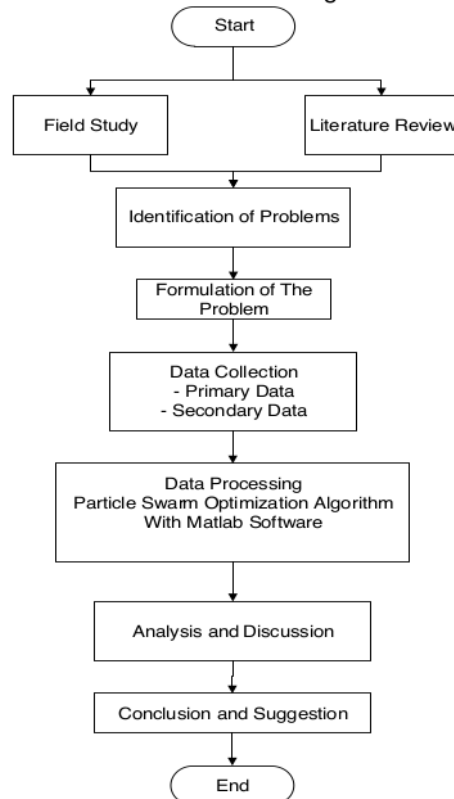 Start
Field Study
Literature Review
Identification of Problems
Formulation of The
Problem
Data Collection
- Primary Data
- Secondary Data
Data Processing
Particle Swarm Optimization Algorithm
With Matlab Software
Analysis and Discussion
Conclusion and Suggestion
End